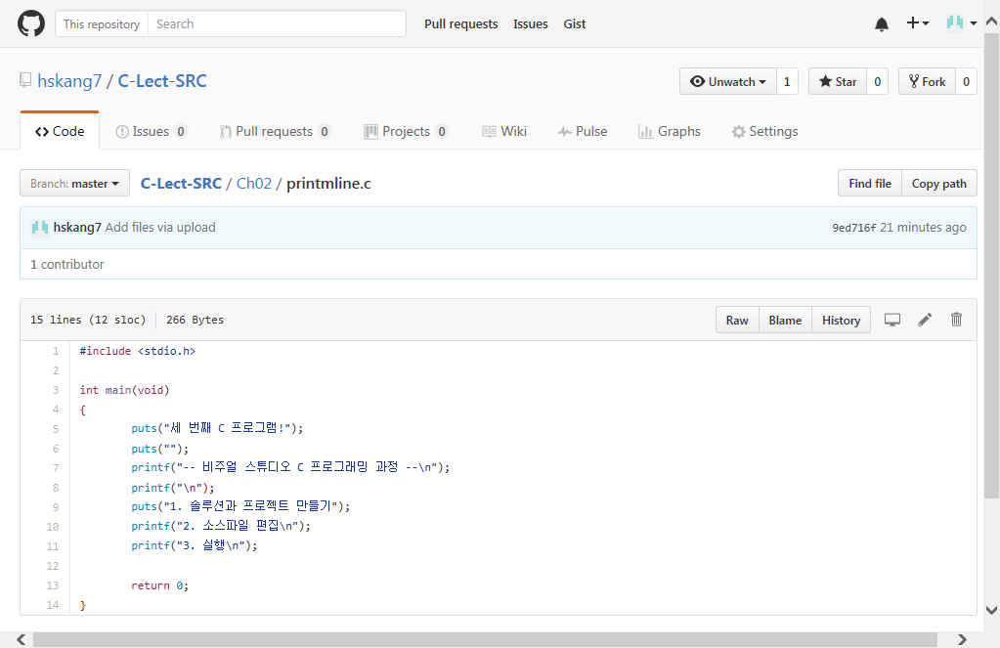 This repository Search Pull requests Issues Gist
hskang7 / C-Lect-SRC Unwatch 1 Star 0 Fork 0
Code Issues 0 Pull requests 0 Projects 0 Wiki Pulse Graphs Settings
Branch: master C-Lect-SRC / Ch02 / printmline.c Find file Copy path
hskang7 Add files via upload 9ed716f 21 minutes ago
1 contributor
15 lines (12 sloc) 266 Bytes Raw Blame History
1 #include <stdio.h>
2
3 int main(void)
4 {
5 puts("세 번째 C 프로그램!");
6 puts("");
7 printf("-- 비주얼 스튜디오 C 프로그래밍 과정 --\n");
8 printf("\n");
9 puts("1. 솔루션과 프로젝트 만들기");
10 printf("2. 소스파일 편집\n");
11 printf("3. 실행\n");
12
13 return 0;
14 }